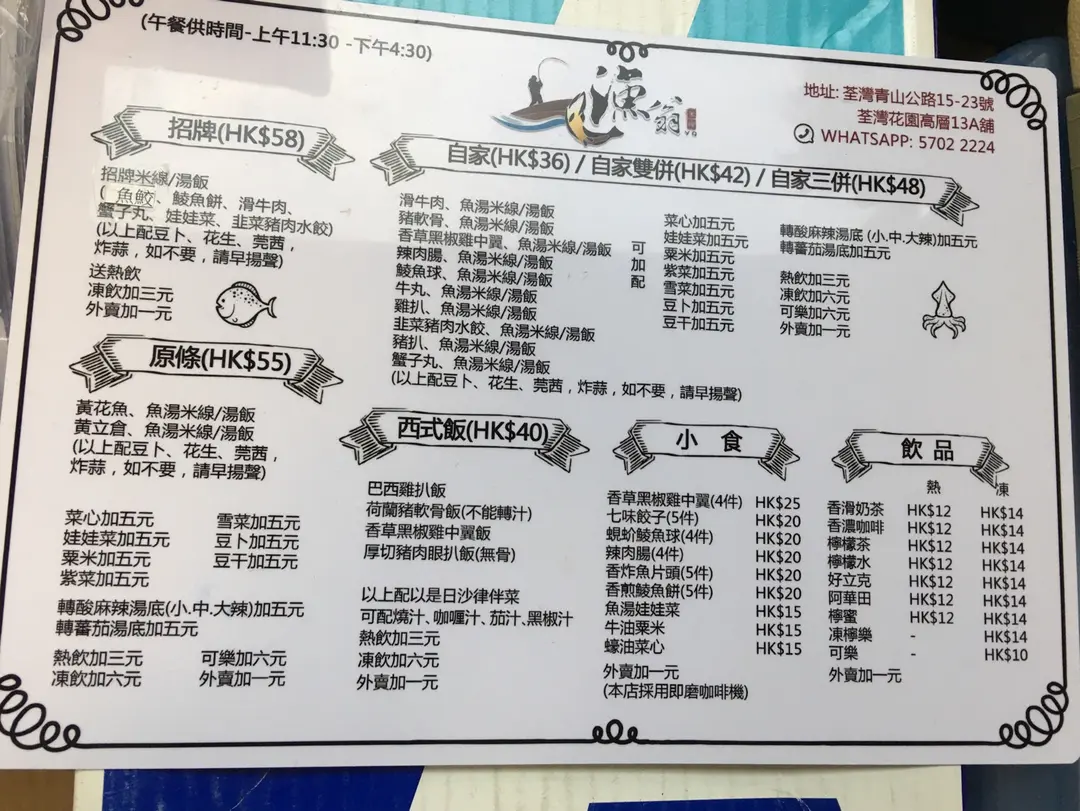 (午餐供時間-上午11:30 -下午4:30)
漁翁
地址: 荃灣青山公路15-23號
荃灣花園高層13A舖
WHATSAPP: 5702 2224
招牌(HK$58)
招牌米線/湯飯
(魚餃、鯪魚餅、滑牛肉、
蟹子丸、娃娃菜、韭菜豬肉水餃)
(以上配豆卜、花生、莞茜,
炸蒜,如不要,請早揚聲)
送熱飲
凍飲加三元
外賣加一元
原條(HK$55)
黃花魚、魚湯米線/湯飯
黄立倉、魚湯米線/湯飯
(以上配豆卜、花生、莞茜,
炸蒜,如不要,請早揚聲)
菜心加五元 雪菜加五元
娃娃菜加五元 豆卜加五元
粟米加五元 豆干加五元
紫菜加五元
轉酸麻辣湯底(小.中.大辣)加五元
轉蕃茄湯底加五元
熱飲加三元 可樂加六元
凍飲加六元 外賣加一元
自家(HK$36) / 自家雙併(HK$42) / 自家三併(HK$48)
滑牛肉、魚湯米線/湯飯
豬軟骨、魚湯米線/湯飯
香草黑椒雞中翼、魚湯米線/湯飯
辣肉腸、魚湯米線/湯飯
鯪魚球、魚湯米線/湯飯
牛丸、魚湯米線/湯飯
雞扒、魚湯米線/湯飯
韭菜豬肉水餃、魚湯米線/湯飯
豬扒、魚湯米線/湯飯
蟹子丸、魚湯米線/湯飯
(以上配豆卜、花生、莞茜,炸蒜,如不要,請早揚聲)
可加配
菜心加五元
娃娃菜加五元
粟米加五元
紫菜加五元
雪菜加五元
豆卜加五元
豆干加五元
轉酸麻辣湯底 (小.中.大辣)加五元
轉蕃茄湯底加五元
熱飲加三元
凍飲加六元
可樂加六元
外賣加一元
西式飯(HK$40)
巴西雞扒飯
荷蘭豬軟骨飯(不能轉汁)
香草黑椒雞中翼飯
厚切豬肉眼扒飯(無骨)
以上配以是日沙律伴菜
可配燒汁、咖喱汁、茄汁、黑椒汁
熱飲加三元
凍飲加六元
外賣加一元
小 食
香草黑椒雞中翼(4件) HK$25
七味餃子(5件) HK$20
蜆蚧鯪魚球(4件) HK$20
辣肉腸(4件) HK$20
香炸魚片頭(5件) HK$20
香煎鯪魚餅(5件) HK$20
魚湯娃娃菜 HK$15
牛油粟米 HK$15
蠔油菜心 HK$15
外賣加一元
(本店採用即磨咖啡機)
飲 品
熱 凍
香滑奶茶 HK$12 HK$14
香濃咖啡 HK$12 HK$14
檸檬茶 HK$12 HK$14
檸檬水 HK$12 HK$14
好立克 HK$12 HK$14
阿華田 HK$12 HK$14
檸蜜 HK$12 HK$14
凍檸樂 - HK$14
可樂 - HK$10
外賣加一元